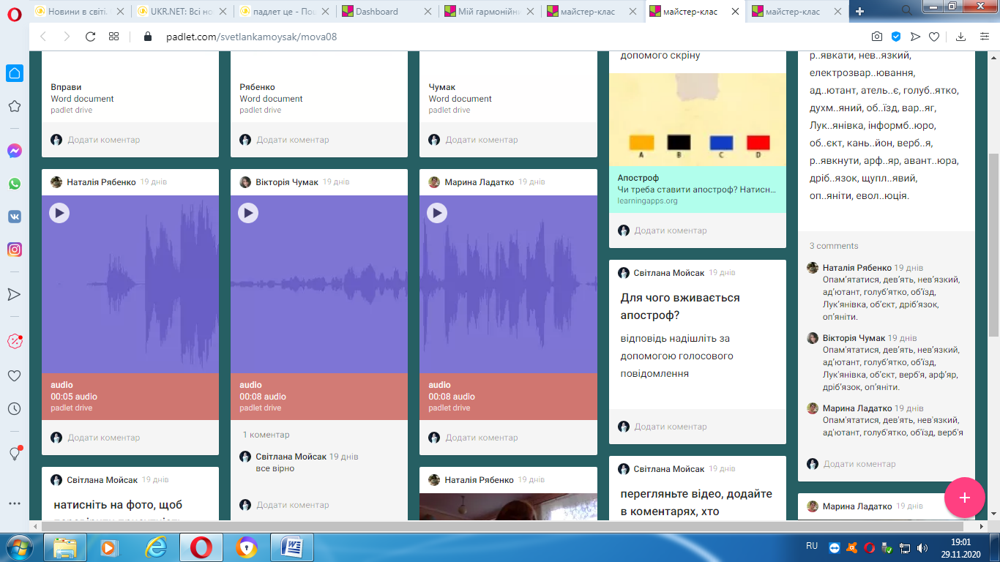 Новини в світі.
UKR.NET: Всі но
падлет це - Пош
Dashboard
Мій гармонійни
майстер-клас
майстер-клас
майстер-клас
padlet.com/svetlankamoysak/mova08
Вправи
Word document
padlet drive
Додати коментар
Наталія Рябенко 19 днів
audio
00:05 audio
padlet drive
Додати коментар
Світлана Мойсак 19 днів
натисніть на фото, щоб
Рябенко
Word document
padlet drive
Додати коментар
Вікторія Чумак 19 днів
audio
00:08 audio
padlet drive
1 коментар
Світлана Мойсак 19 днів
все вірно
Додати коментар
Чумак
Word document
padlet drive
Додати коментар
Марина Ладатко 19 днів
audio
00:08 audio
padlet drive
Додати коментар
Наталія Рябенко 19 днів
допомого скріну
A B C D
Апостроф
Чи треба ставити апостроф? Натисн...
learningapps.org
Додати коментар
Світлана Мойсак 19 днів
Для чого вживається
апостроф?
відповідь надішліть за
допомогою голосового
повідомлення
Додати коментар
Світлана Мойсак 19 днів
перегляньте відео, додайте
в коментарях, хто
р..явкати, нев..язкий,
електрозвар..ювання,
ад..ютант, атель..є, голуб..ятко,
духм..яний, об..їзд, вар..яг,
Лук..янівка, інформб..юро,
об..єкт, кань..йон, верб..я,
р..явкнути, арф..яр, авант..юра,
дріб..язок, щупл..явий,
оп..яніти, евол..юція.
3 comments
Наталія Рябенко 19 днів
Опам'ятатися, дев'ять, нев'язкий,
ад'ютант, голуб'ятко, об'їзд,
Лук'янівка, об'єкт, дріб'язок,
оп'яніти.
Вікторія Чумак 19 днів
Опам'ятатися, дев'ять, нев'язкий,
ад'ютант, голуб'ятко, об'їзд,
Лук'янівка, об'єкт, верб'я, арф'яр,
дріб'язок, оп'яніти.
Марина Ладатко 19 днів
Опам'ятатися, дев'ять, нев'язкий,
ад'ютант, голуб'ятко, об'їзд, верб'я
Додати коментар
Марина Ладатко 19 днів
RU
19:01
29.11.2020